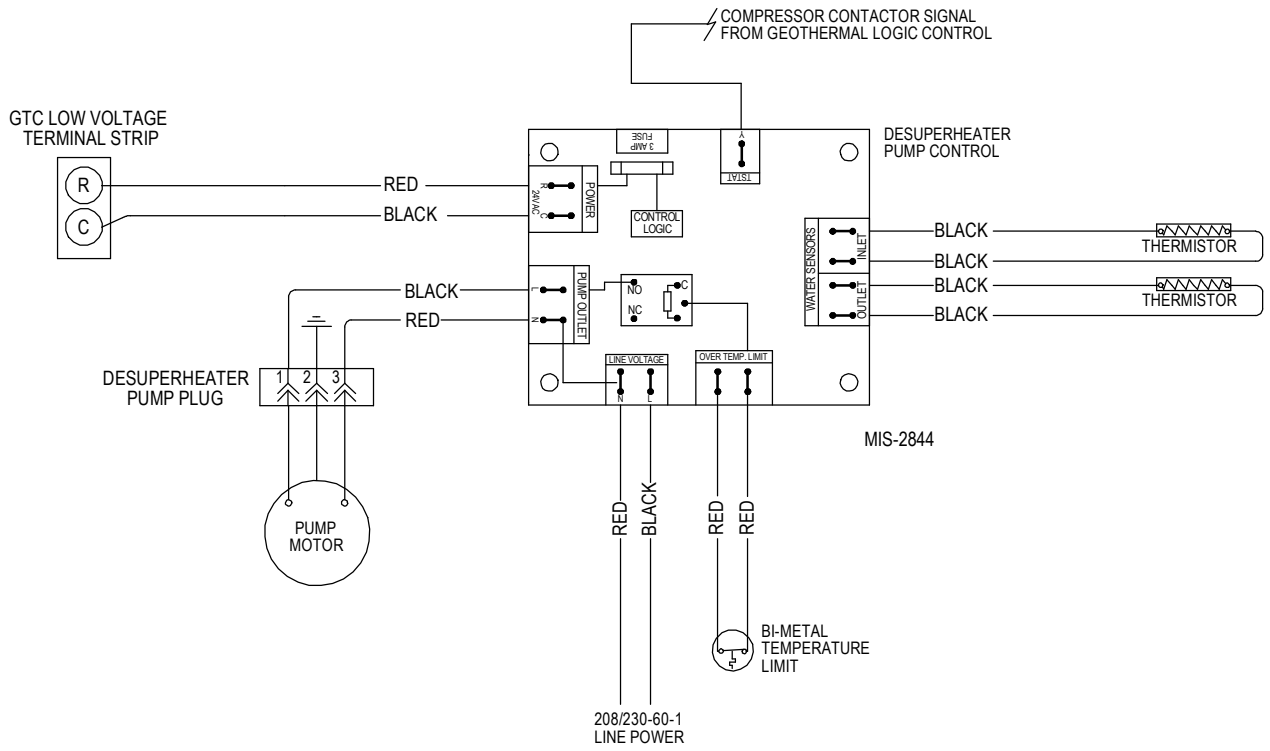 COMPRESSOR CONTACTOR SIGNAL
FROM GEOTHERMAL LOGIC CONTROL
GTC LOW VOLTAGE
TERMINAL STRIP
R
C
RED
BLACK
3 AMP
FUSE
Y
TSTAT
DESUPERHEATER
PUMP CONTROL
R
C
24VAC
POWER
CONTROL
LOGIC
WATER SENSORS
INLET
OUTLET
BLACK
BLACK
BLACK
BLACK
THERMISTOR
THERMISTOR
BLACK
RED
L
N
PUMP OUTLET
NO
NC
C
LINE VOLTAGE
N
L
OVER TEMP. LIMIT
DESUPERHEATER
PUMP PLUG
1 2 3
PUMP
MOTOR
MIS-2844
RED
BLACK
RED
RED
BI-METAL
TEMPERATURE
LIMIT
208/230-60-1
LINE POWER